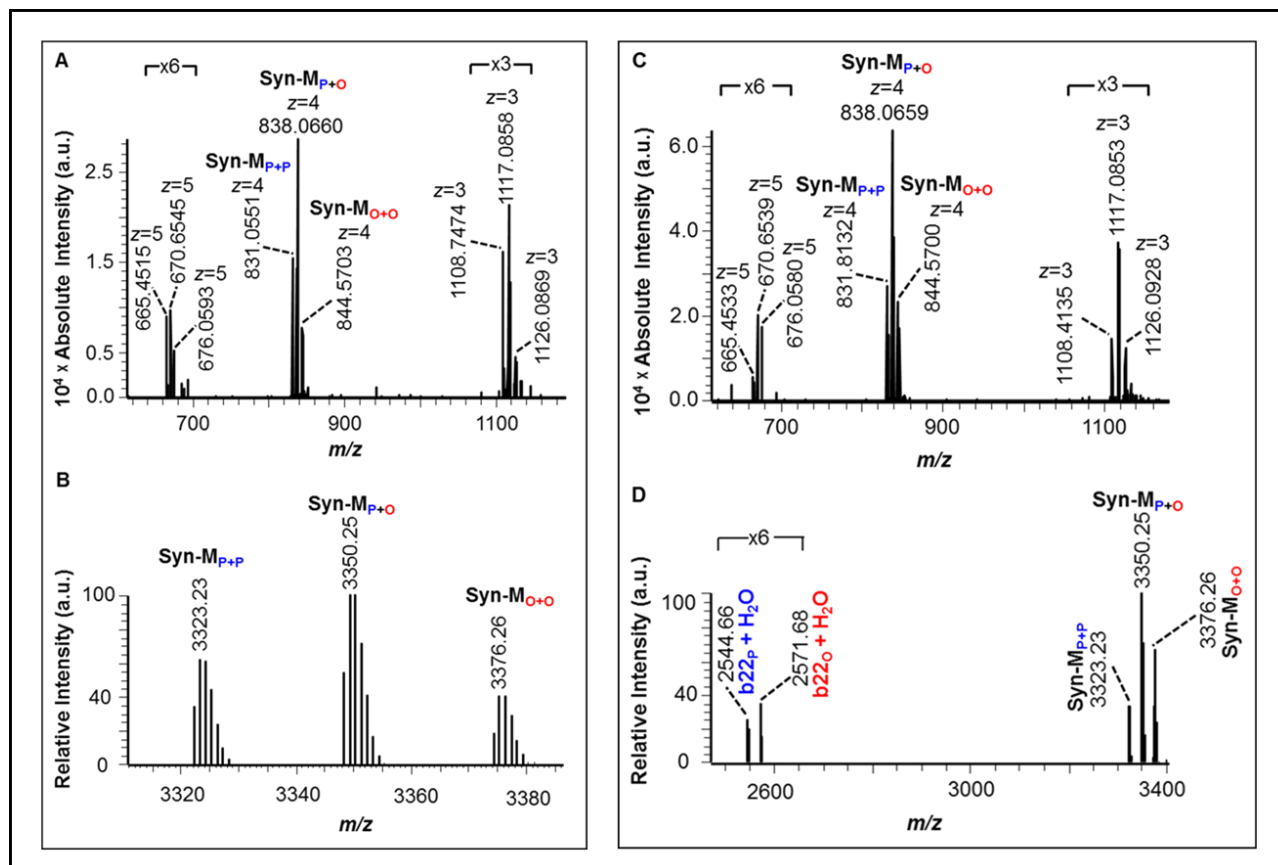 A
x6
x3
Syn-MP+O
z=4
838.0660
z=3
1117.0858
Syn-MP+P
z=4
831.0551
Syn-MO+O
z=4
844.5703
z=5
670.6545
z=5
665.4515
z=5
676.0593
z=3
1108.7474
z=3
1126.0869
10⁴ x Absolute Intensity (a.u.)
2.5
1.5
0.5
0.0
700
900
1100
m/z
B
Syn-MP+P
3323.23
Syn-MP+O
3350.25
Syn-MO+O
3376.26
Relative Intensity (a.u.)
100
40
0
3320
3340
3360
3380
m/z
C
x6
x3
Syn-MP+O
z=4
838.0659
z=3
1117.0853
Syn-MP+P
z=4
831.8132
Syn-MO+O
z=4
844.5700
z=5
670.6539
z=5
665.4533
z=5
676.0580
z=3
1108.4135
z=3
1126.0928
10⁴ x Absolute Intensity (a.u.)
6.0
4.0
2.0
0.0
700
900
1100
m/z
D
x6
2544.66
b22P + H₂O
2571.68
b22O + H₂O
Syn-MP+P
3323.23
Syn-MP+O
3350.25
3376.26
Syn-MO+O
Relative Intensity (a.u.)
100
40
0
2600
3000
3400
m/z